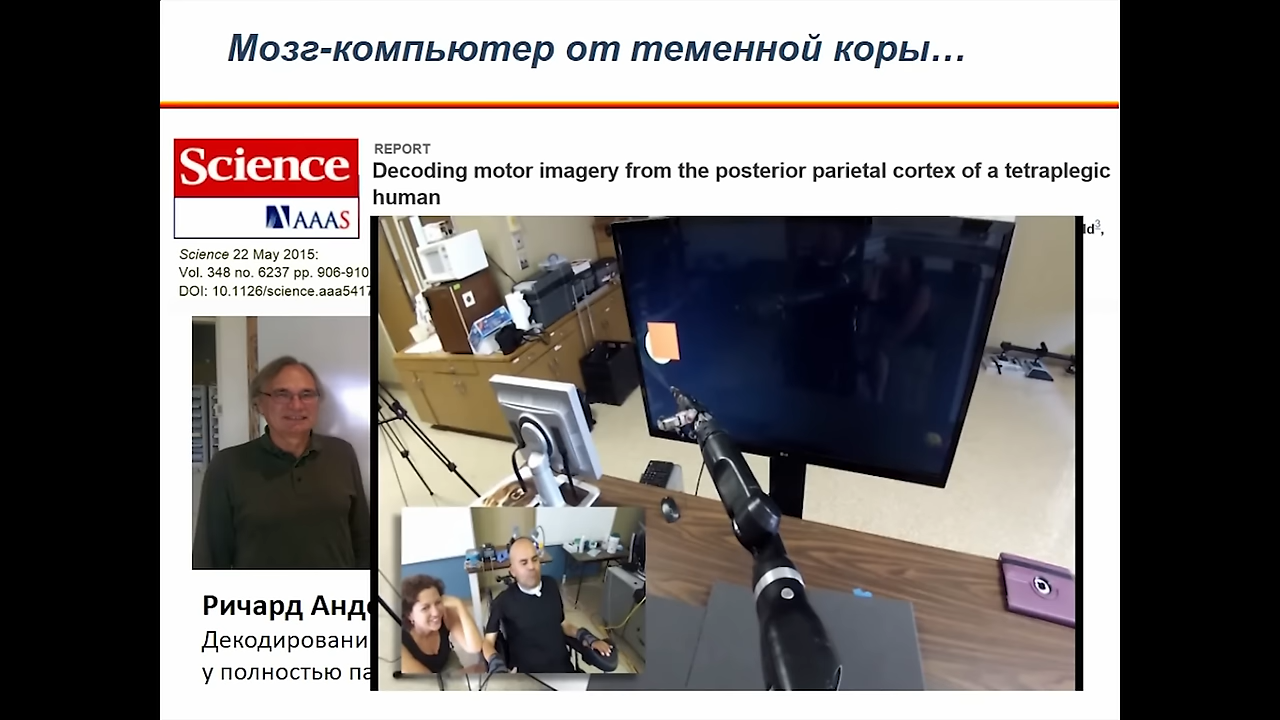 Мозг-компьютер от теменной коры…
Science
AAAS
REPORT
Decoding motor imagery from the posterior parietal cortex of a tetraplegic
human
ld3,
Science 22 May 2015:
Vol. 348 no. 6237 pp. 906-910
DOI: 10.1126/science.aaa5417
Ричард Анд
Декодировани
у полностью па